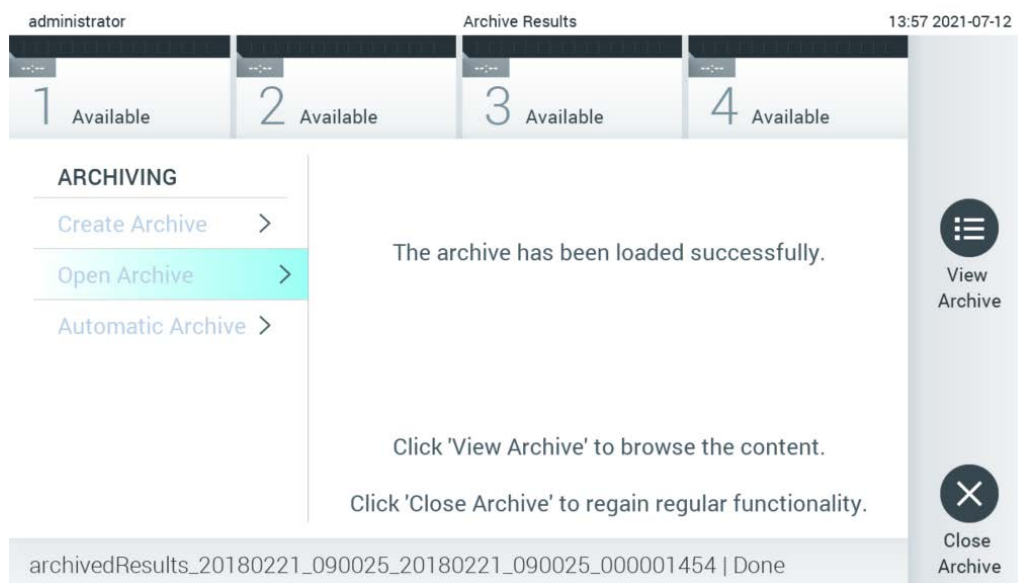 administrator Archive Results 13:57 2021-07-12
--:-- --:-- --:-- --:--
1 Available 2 Available 3 Available 4 Available
ARCHIVING
Create Archive
Open Archive
Automatic Archive
The archive has been loaded successfully.
Click 'View Archive' to browse the content.
Click 'Close Archive' to regain regular functionality.
View
Archive
Close
Archive
archivedResults_20180221_090025_20180221_090025_000001454 | Done